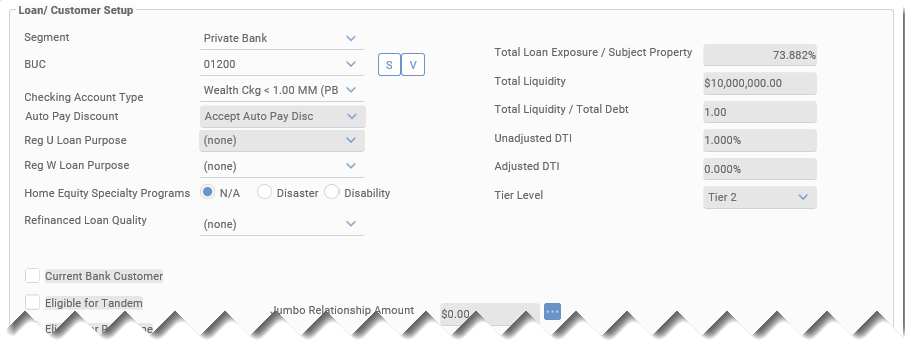 Loan/ Customer Setup
Segment Private Bank
BUC 01200 S V
Checking Account Type Wealth Ckg < 1.00 MM (PB
Auto Pay Discount Accept Auto Pay Disc
Reg U Loan Purpose (none)
Reg W Loan Purpose (none)
Home Equity Specialty Programs N/A Disaster Disability
Refinanced Loan Quality (none)
Total Loan Exposure / Subject Property 73.882%
Total Liquidity $10,000,000.00
Total Liquidity / Total Debt 1.00
Unadjusted DTI 1.000%
Adjusted DTI 0.000%
Tier Level Tier 2
Current Bank Customer
Eligible for Tandem
Jumbo Relationship Amount $0.00 ...